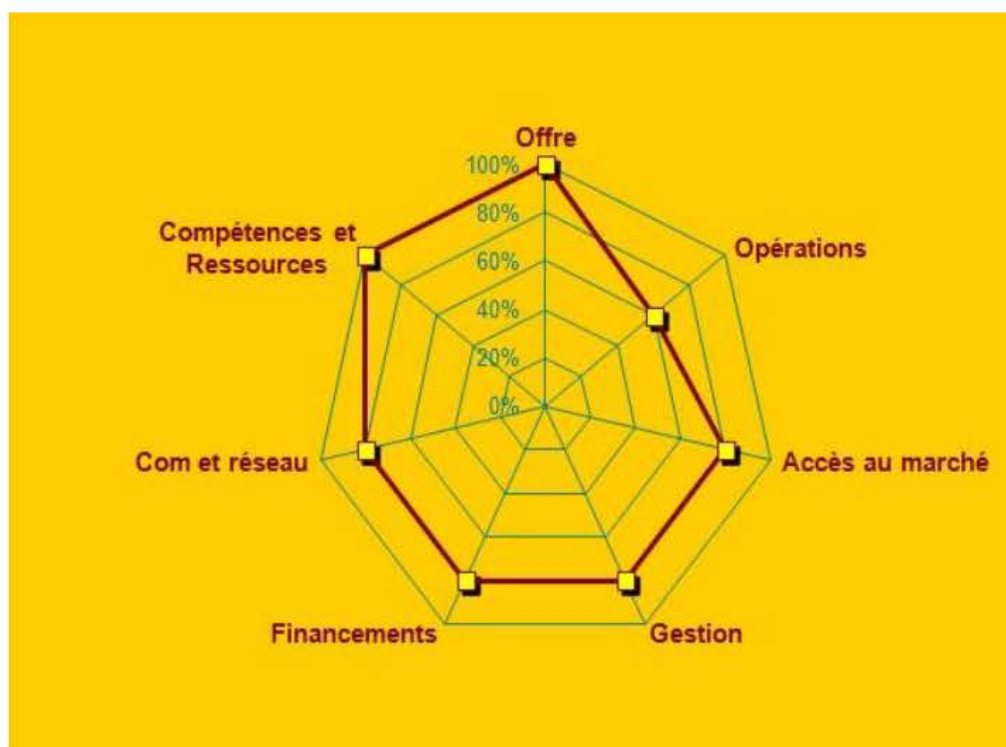 Offre
100%
80%
60%
40%
20%
0%
Opérations
Accès au marché
Gestion
Financements
Com et réseau
Compétences et
Ressources